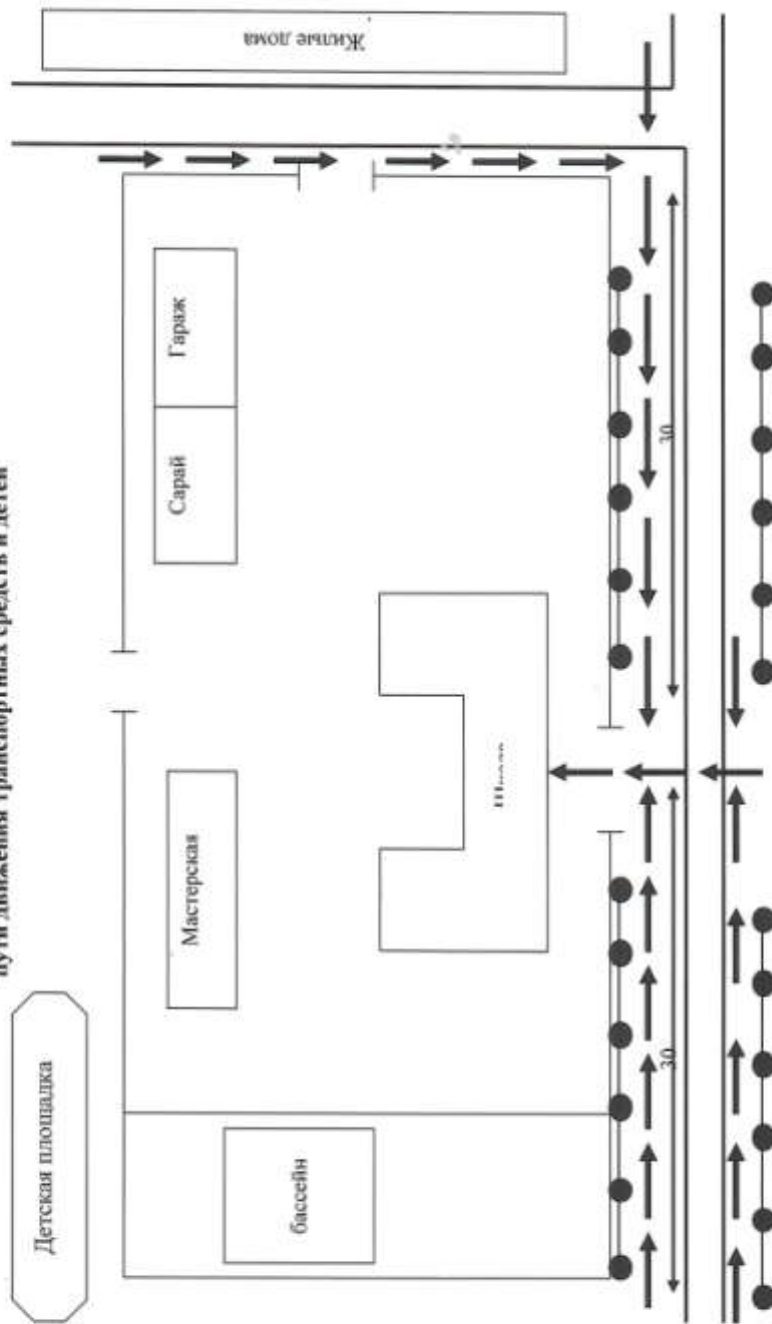 пути движения транспортных средств и детей
Жилые дома
Гараж
Сарай
Мастерская
Детская площадка
бассейн
30
30